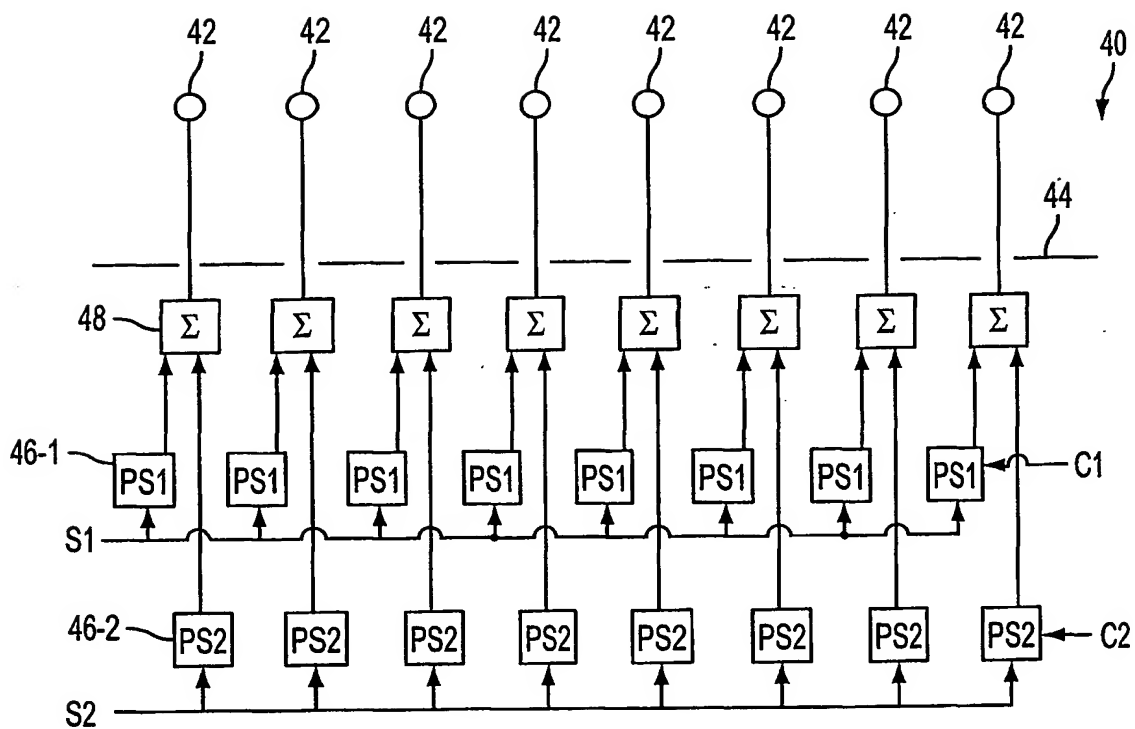 42 42 42 42 42 42 42 42
40
44
48 Σ Σ Σ Σ Σ Σ Σ Σ
46-1 PS1 PS1 PS1 PS1 PS1 PS1 PS1 PS1 C1
S1
46-2 PS2 PS2 PS2 PS2 PS2 PS2 PS2 PS2 C2
S2